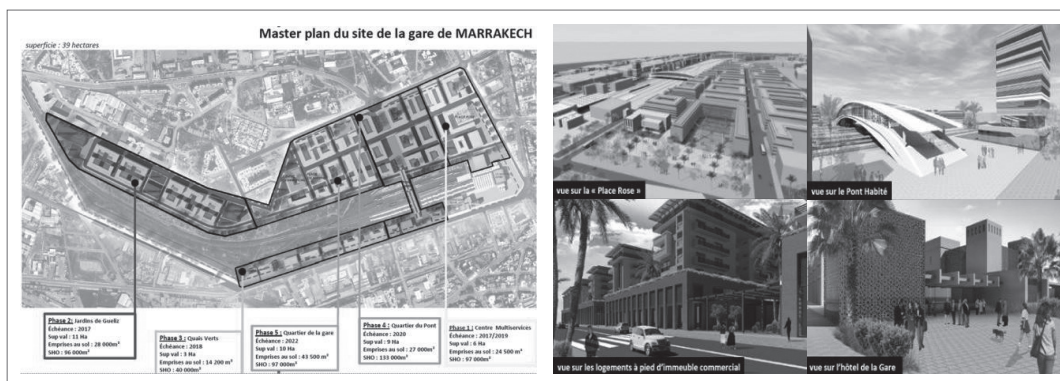 Master plan du site de la gare de MARRAKECH
superficie : 39 hectares
Phase 2: Jardins de Gueliz
Échéance : 2017
Sup val : 11 Ha
Emprises au sol : 28 000m²
SHO : 96 000m²
Phase 3 : Quais Verts
Échéance : 2018
Sup val : 3 Ha
Emprises au sol : 14 200 m²
SHO : 40 000m²
Phase 5 : Quartier de la gare
Échéance : 2022
Sup val : 10 Ha
Emprises au sol : 43 500 m²
SHO : 97 000m²
Phase 4 : Quartier du Pont
Échéance : 2020
Sup val : 9 Ha
Emprises au sol : 27 000m²
SHO : 133 000m²
Phase 1 : Centre Multiservices
Échéance : 2017/2019
Sup val : 6 Ha
Emprises au sol : 24 500 m²
SHO : 97 000m²
vue sur la « Place Rose »
vue sur le Pont Habité
vue sur les logements à pied d'immeuble commercial
vue sur l'hôtel de la Gare